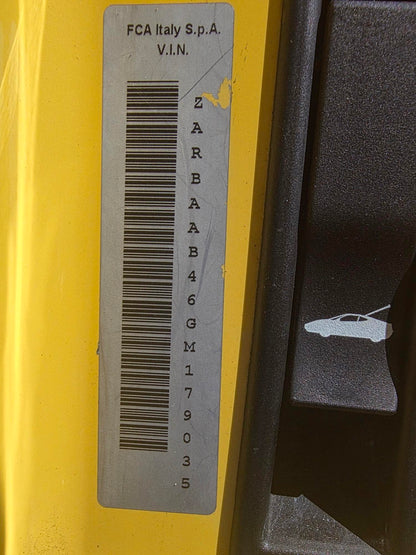 FCA Italy S.p.A.
V.I.N.
ZARBAAB46GM179035